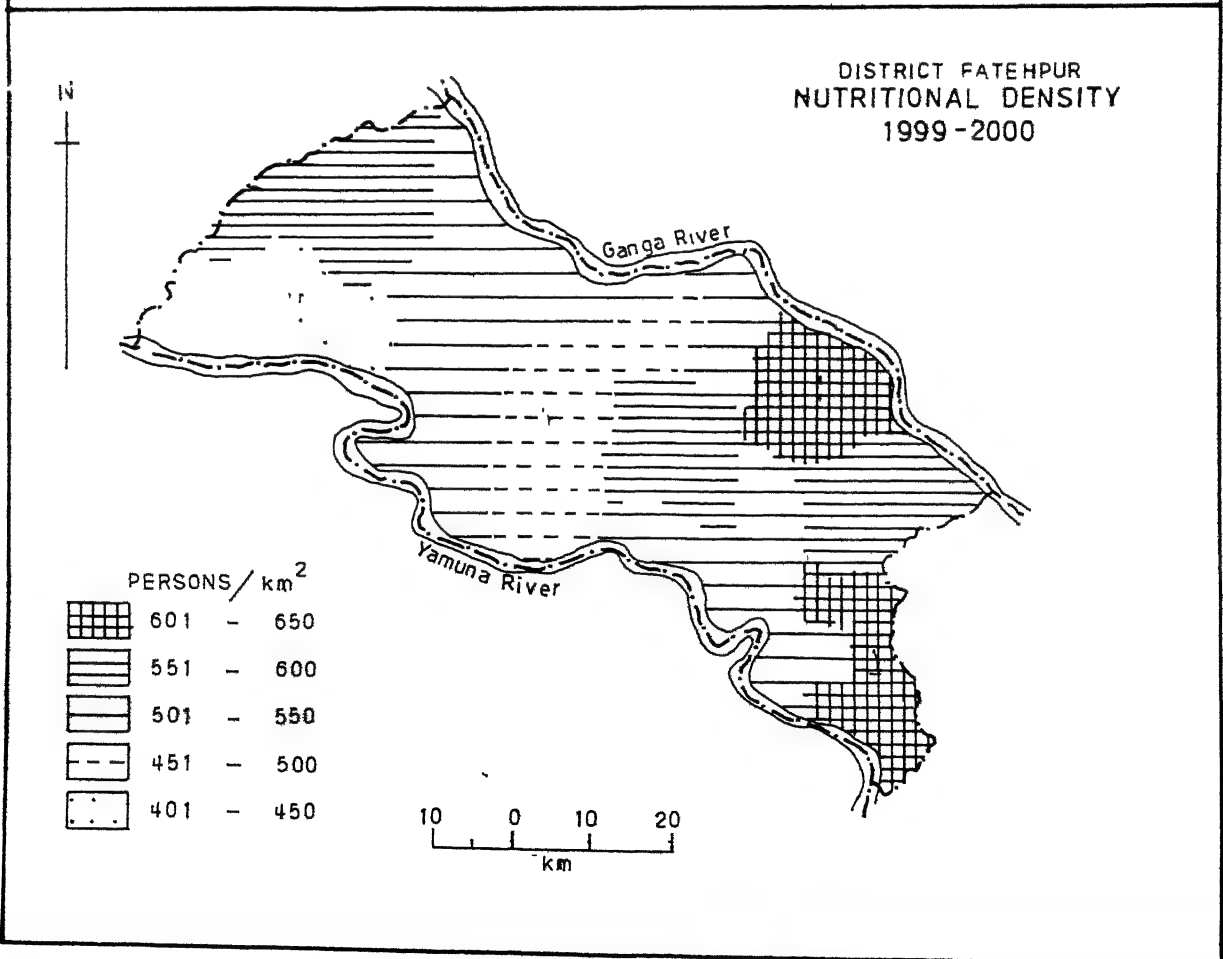 DISTRICT FATEHPUR
NUTRITIONAL DENSITY
1999-2000
N
Ganga River
Yamuna River
PERSONS / km²
601 - 650
551 - 600
501 - 550
451 - 500
401 - 450
10 0 10 20
km